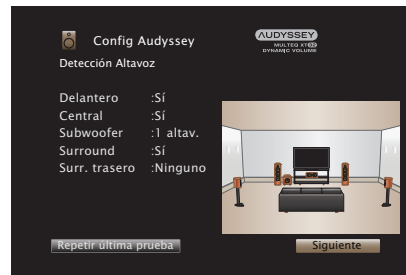 Config Audyssey
AUDYSSEY
MULTEQ XT32
DYNAMIC VOLUME
Detección Altavoz
Delantero :Sí
Central :Sí
Subwoofer :1 altav.
Surround :Sí
Surr. trasero :Ninguno
Repetir última prueba
Siguiente